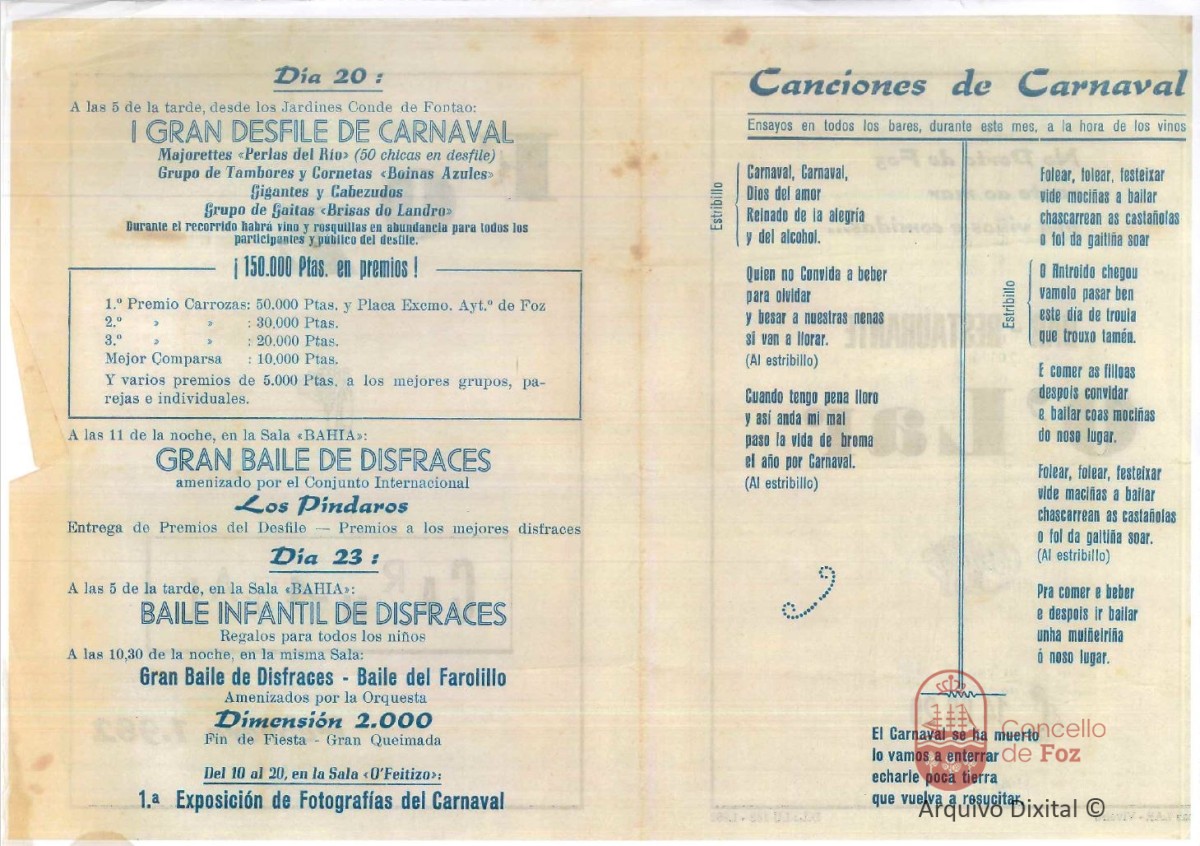 Día 20 :
A las 5 de la tarde, desde los Jardines Conde de Fontao:
I GRAN DESFILE DE CARNAVAL
Majorettes «Perlas del Río» (50 chicas en desfile)
Grupo de Tambores y Cornetas «Boinas Azules»
Gigantes y Cabezudos
Grupo de Gaitas «Brisas do Landro»
Durante el recorrido habrá vino y rosquillas en abundancia para todos los
participantes y público del desfile.
¡ 150.000 Ptas. en premios !
1.º Premio Carrozas: 50.000 Ptas. y Placa Excmo. Ayt.º de Foz
2.º » » : 30.000 Ptas.
3.º » » : 20.000 Ptas.
Mejor Comparsa : 10.000 Ptas.
Y varios premios de 5.000 Ptas. a los mejores grupos, pa-
rejas e individuales.
A las 11 de la noche, en la Sala «BAHIA»:
GRAN BAILE DE DISFRACES
amenizado por el Conjunto Internacional
Los Píndaros
Entrega de Premios del Desfile — Premios a los mejores disfraces
Día 23 :
A las 5 de la tarde, en la Sala «BAHIA»:
BAILE INFANTIL DE DISFRACES
Regalos para todos los niños
A las 10,30 de la noche, en la misma Sala:
Gran Baile de Disfraces - Baile del Farolillo
Amenizados por la Orquesta
Dimensión 2.000
Fin de Fiesta - Gran Queimada
Del 10 al 20, en la Sala «O'Feitizo»:
1.ª Exposición de Fotografías del Carnaval
Canciones de Carnaval
Ensayos en todos los bares, durante este mes, a la hora de los vinos
Estribillo
Carnaval, Carnaval,
Dios del amor
Reinado de la alegría
y del alcohol.
Quien no Convida a beber
para olvidar
y besar a nuestras nenas
si van a llorar.
(Al estribillo)
Cuando tengo pena lloro
y así anda mi mal
paso la vida de broma
el año por Carnaval.
(Al estribillo)
Folear, folear, festeixar
vide mociñas a bailar
chascarrean as castañolas
o fol da gaitiña soar
Estribillo
O Antroido chegou
vamolo pasar ben
este día de troula
que trouxo tamén.
E comer as filloas
despois convidar
e bailar coas mociñas
do noso lugar.
Folear, folear, festeixar
vide maciñas a bailar
chascarrean as castañolas
o fol da gaitiña soar.
(Al estribillo)
Pra comer e beber
e despois ir bailar
unha muiñeiriña
ó noso lugar.
El Carnaval se ha muerto
lo vamos a enterrar
echarle poca tierra
que vuelva a resucitar
Concello
de Foz
Arquivo Dixital ©